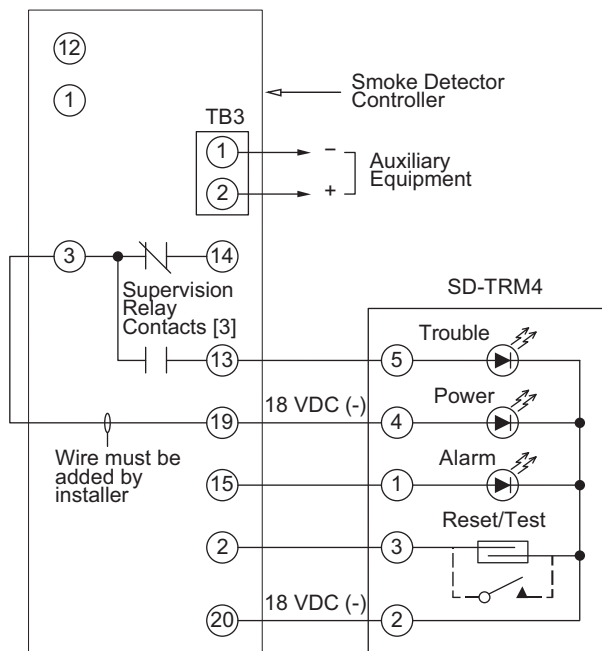 12
1
Smoke Detector
Controller
TB3
1
−
2
+
Auxiliary
Equipment
3
14
Supervision
Relay
Contacts [3]
13
SD-TRM4
5
Trouble
19
18 VDC (-)
4
Power
Wire must be
added by
installer
15
1
Alarm
2
3
Reset/Test
20
18 VDC (-)
2